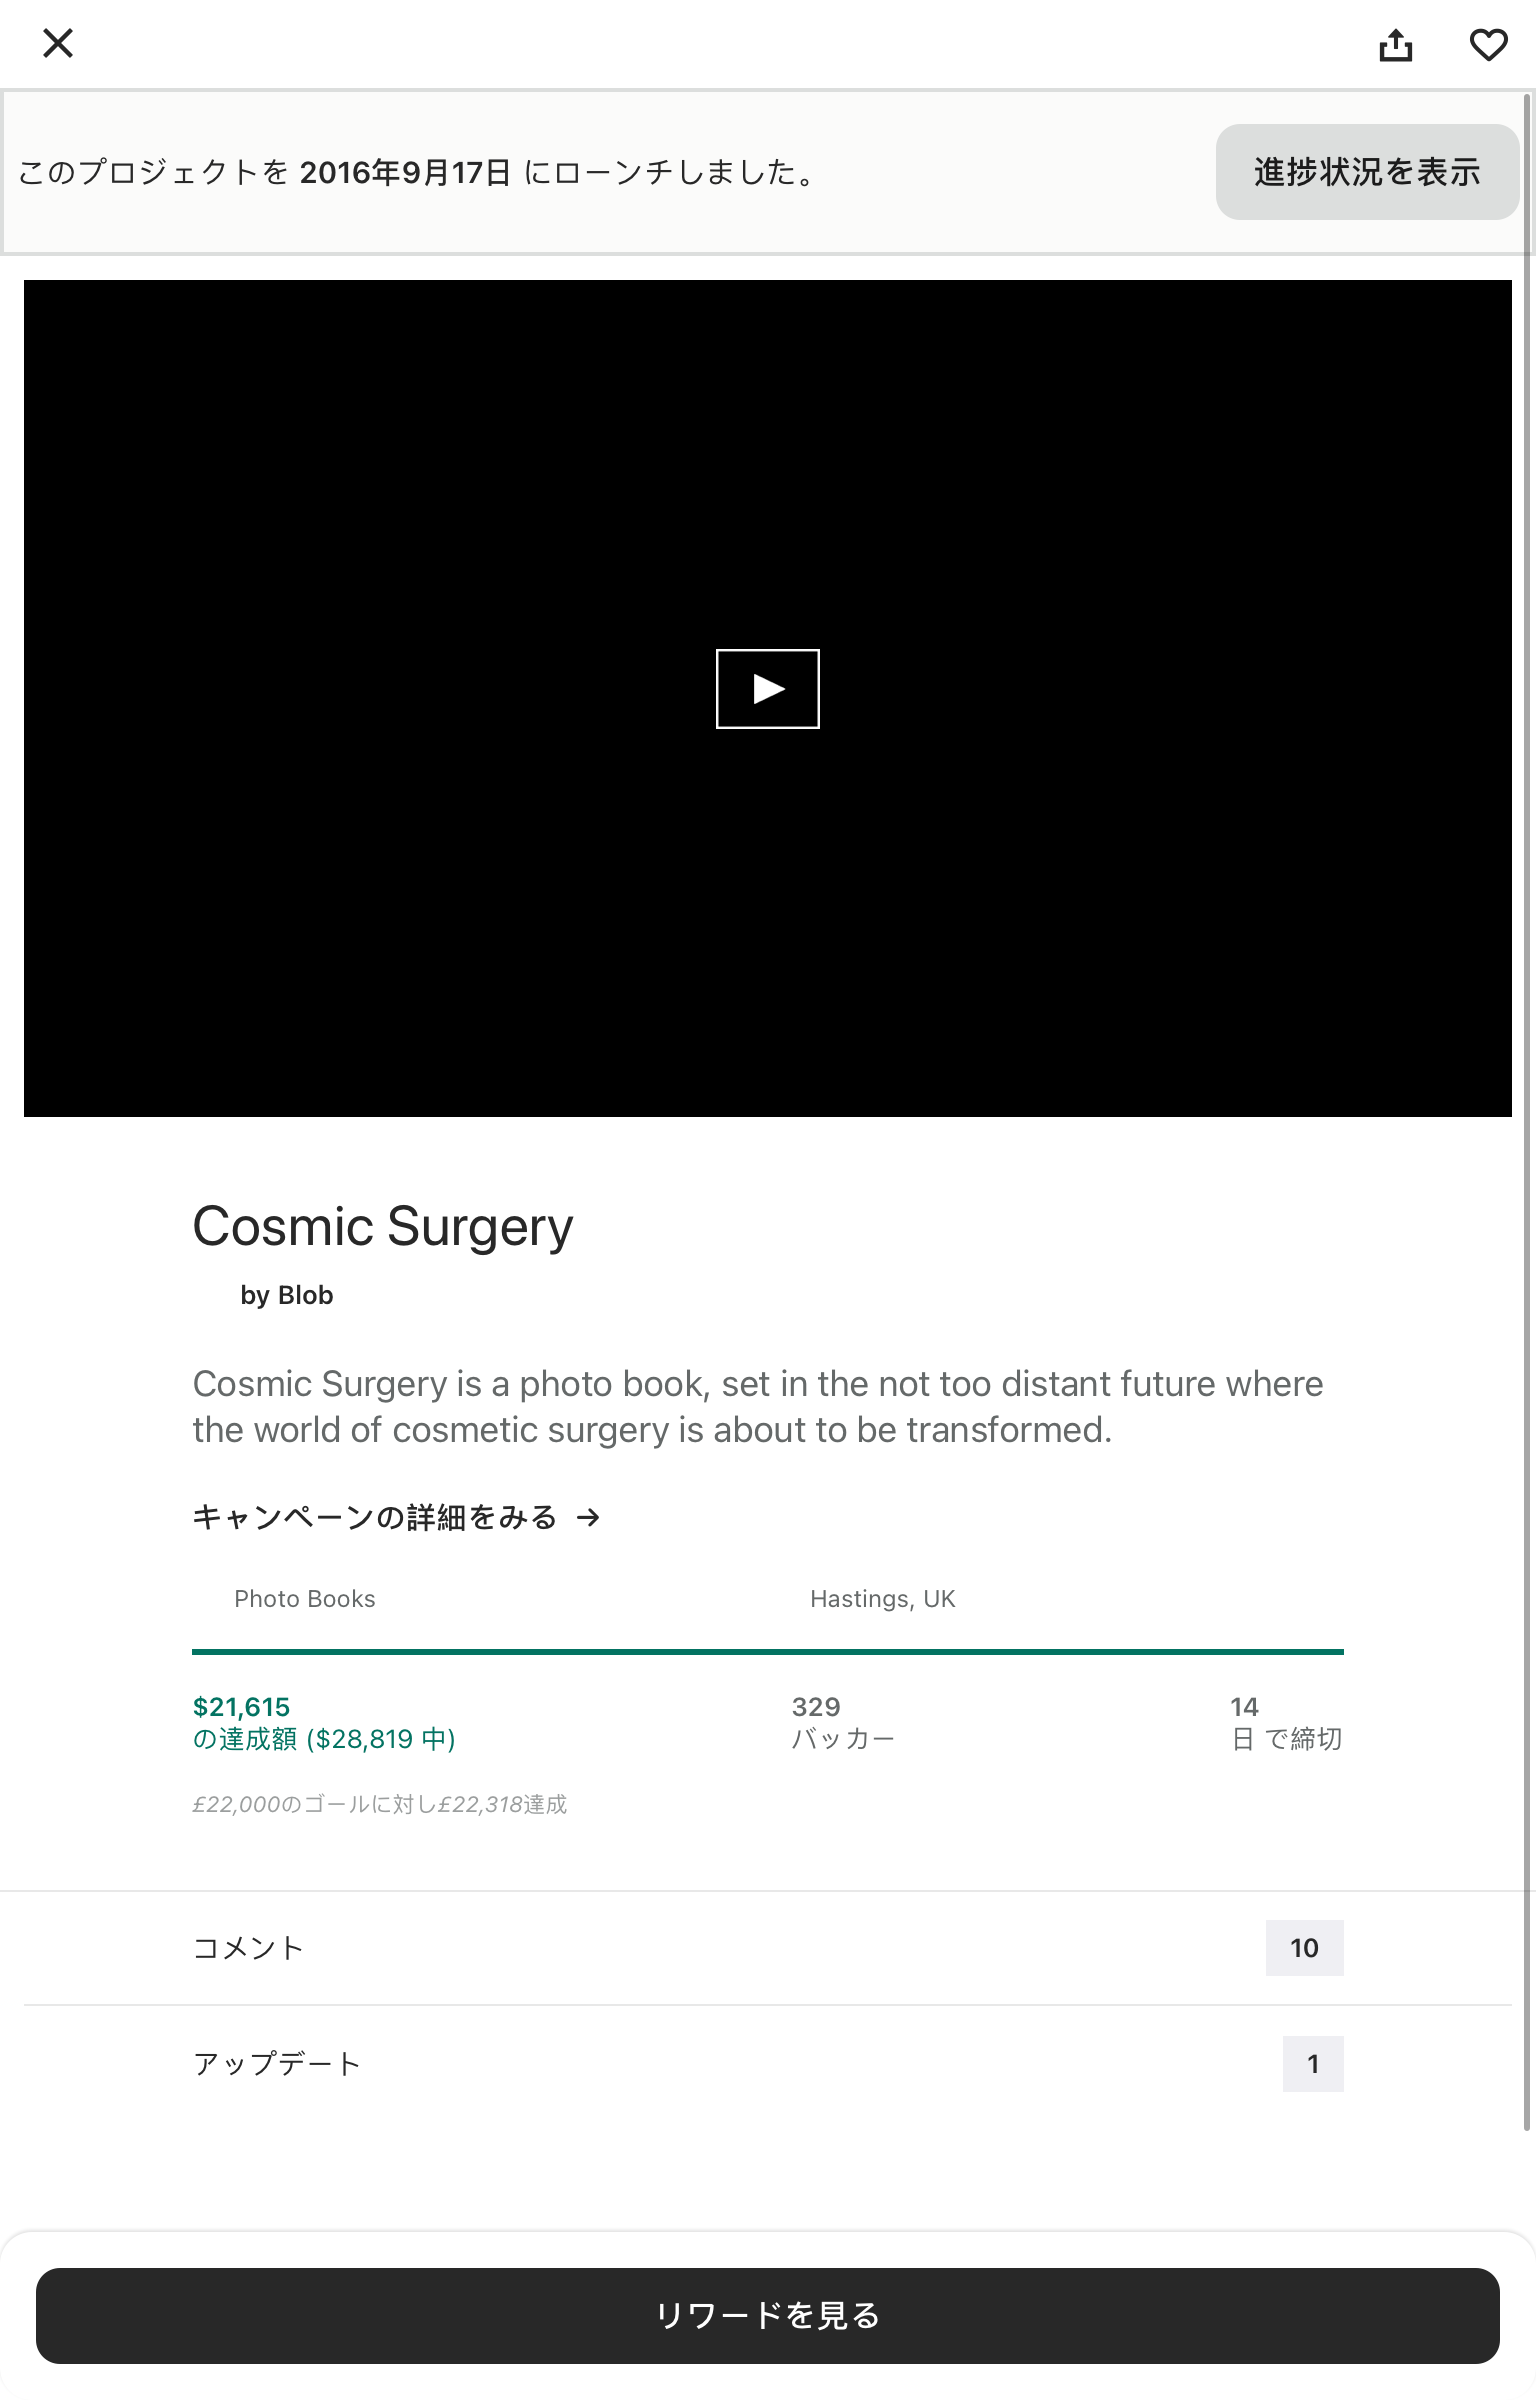 このプロジェクトを 2016年9月17日 にローンチしました。
進捗状況を表示
Cosmic Surgery
by Blob
Cosmic Surgery is a photo book, set in the not too distant future where
the world of cosmetic surgery is about to be transformed.
キャンペーンの詳細をみる →
Photo Books
Hastings, UK
$21,615
の達成額 ($28,819 中)
329
バッカー
14
日 で締切
£22,000のゴールに対し£22,318達成
コメント
10
アップデート
1
リワードを見る